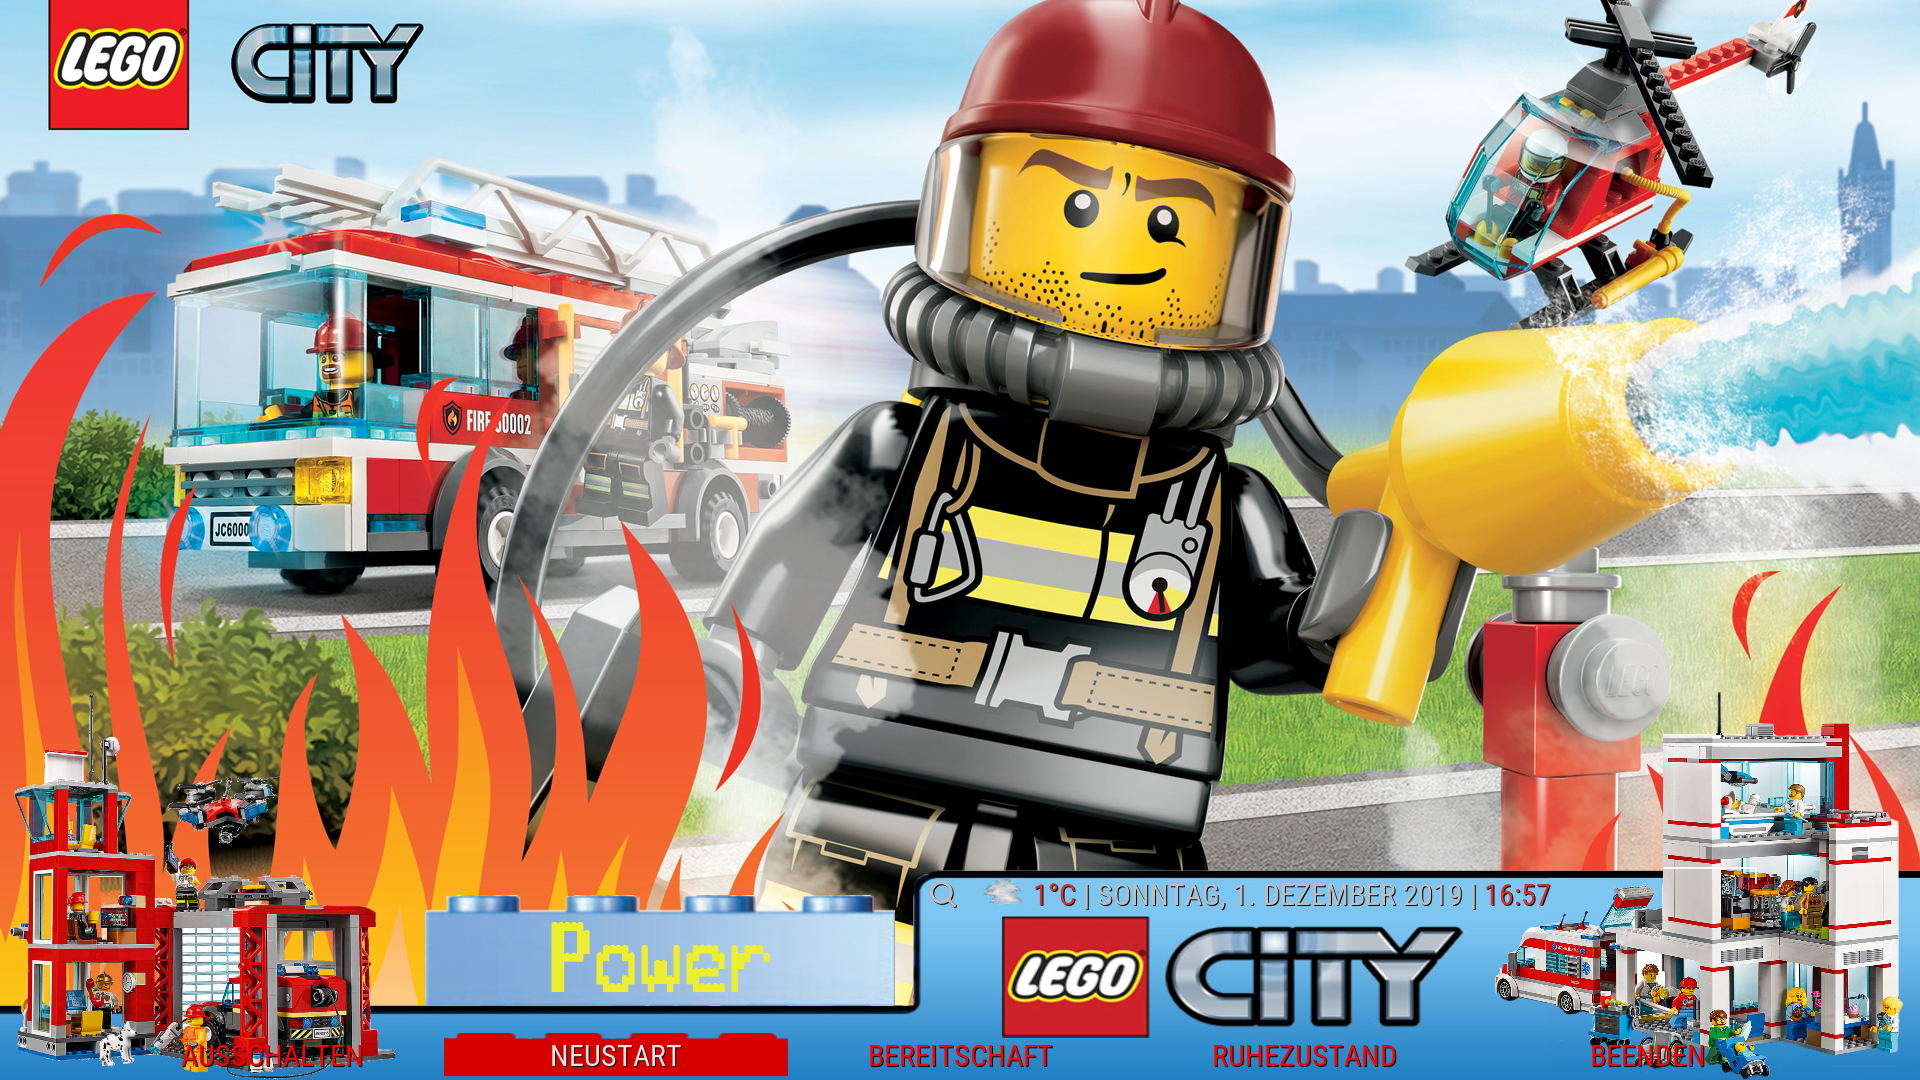 LEGO CITY
FIRE 60002
JC6000
LEGO
1°C | SONNTAG, 1. DEZEMBER 2019 | 16:57
Power
LEGO CITY
AUSSCHALTEN NEUSTART BEREITSCHAFT RUHEZUSTAND BEENDEN